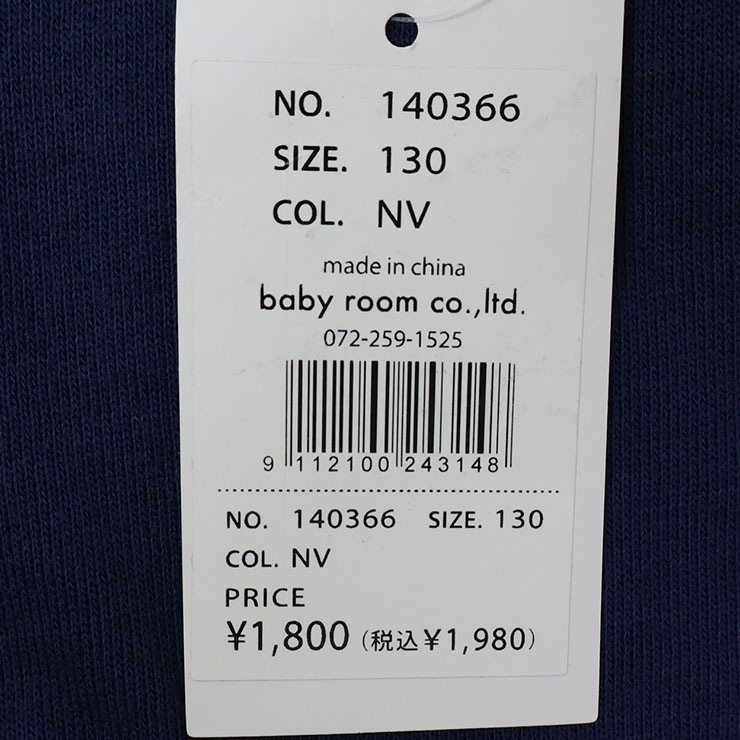 NO. 140366
SIZE. 130
COL. NV
made in china
baby room co.,ltd.
072-259-1525
9 112100 243148
NO. 140366 SIZE. 130
COL. NV
PRICE
¥1,800 (税込¥1,980)